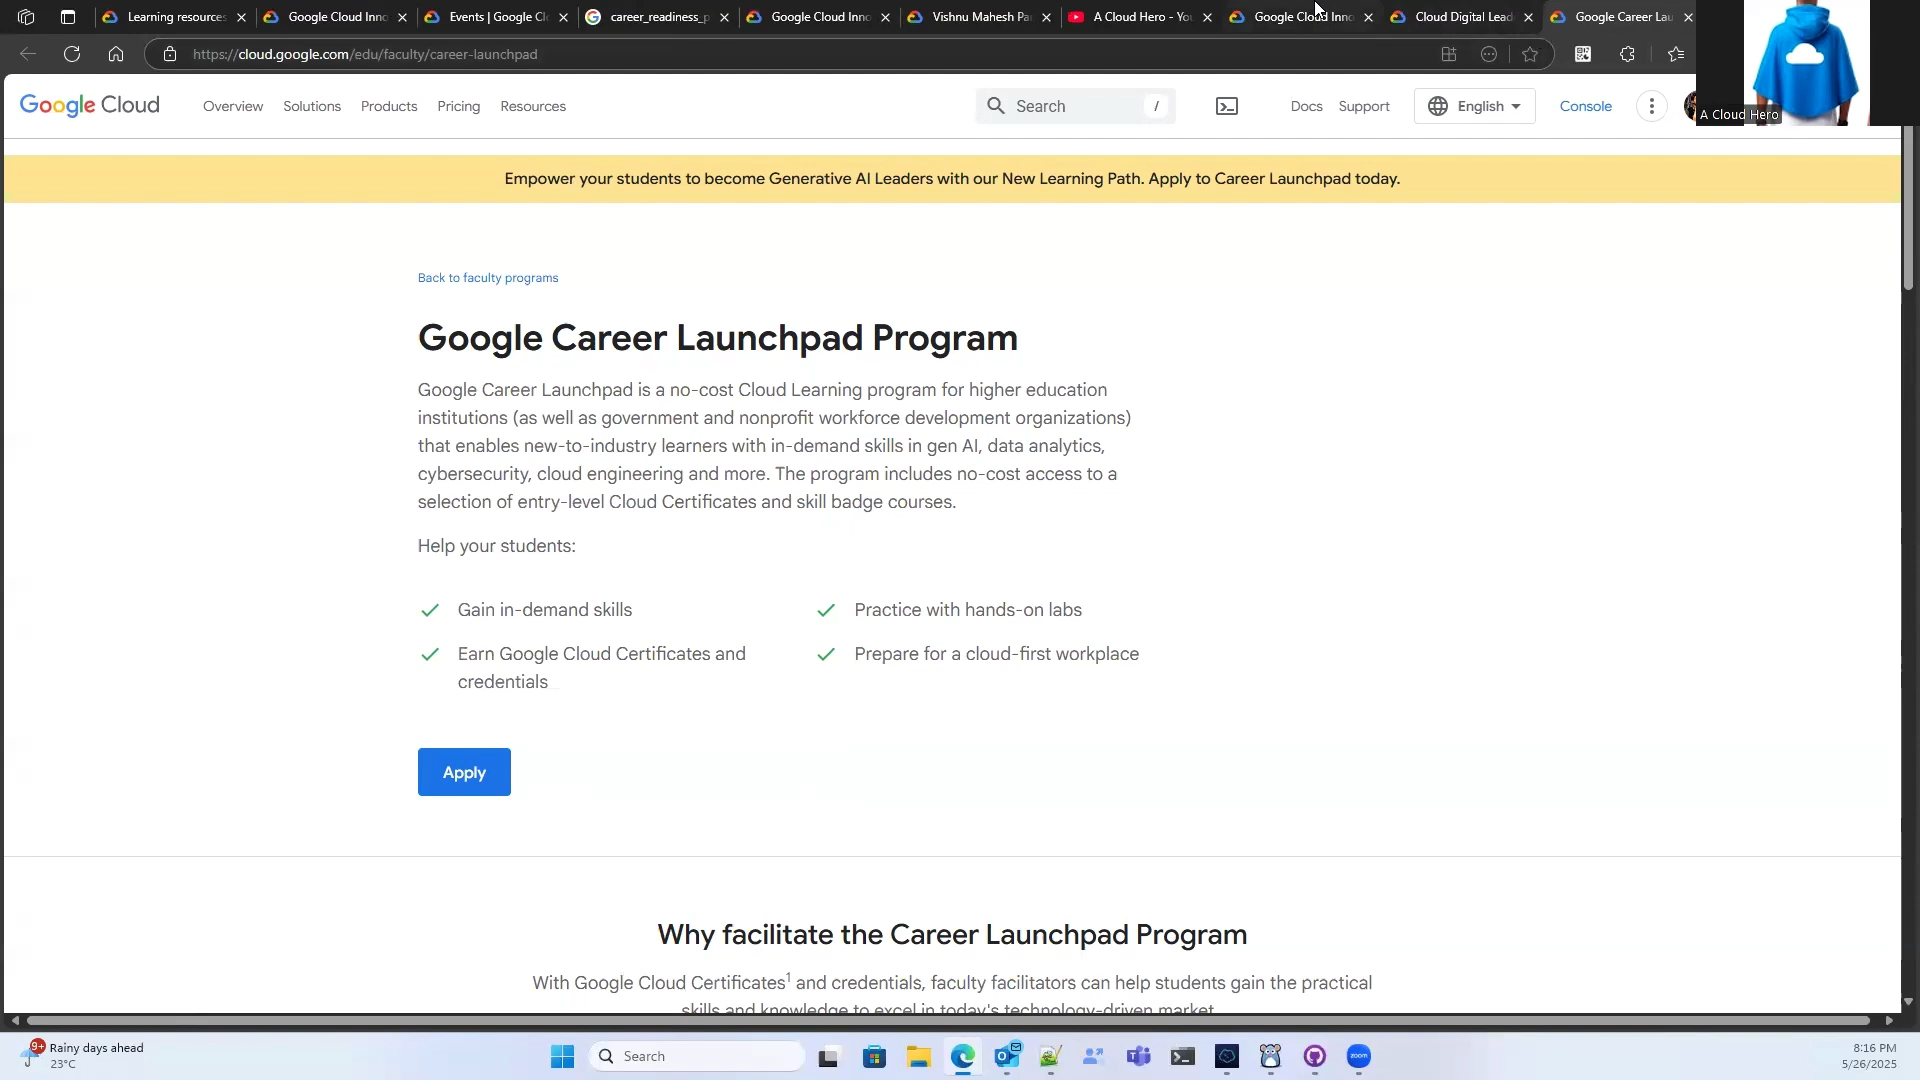 Learning resources
Google Cloud Inno
Events | Google Cl
career_readiness_p
Google Cloud Inno
Vishnu Mahesh Pa
A Cloud Hero - You
Google Cloud Inno
Cloud Digital Lead
Google Career Lau
https://cloud.google.com/edu/faculty/career-launchpad
Google Cloud
Overview
Solutions
Products
Pricing
Resources
Search
/
Docs
Support
English
Console
A Cloud Hero
Empower your students to become Generative AI Leaders with our New Learning Path. Apply to Career Launchpad today.
Back to faculty programs
Google Career Launchpad Program
Google Career Launchpad is a no-cost Cloud Learning program for higher education
institutions (as well as government and nonprofit workforce development organizations)
that enables new-to-industry learners with in-demand skills in gen AI, data analytics,
cybersecurity, cloud engineering and more. The program includes no-cost access to a
selection of entry-level Cloud Certificates and skill badge courses.
Help your students:
Gain in-demand skills
Practice with hands-on labs
Earn Google Cloud Certificates and
credentials
Prepare for a cloud-first workplace
Apply
Why facilitate the Career Launchpad Program
With Google Cloud Certificates1 and credentials, faculty facilitators can help students gain the practical
skills and knowledge to excel in today's technology-driven market.
9+
Rainy days ahead
23°C
Search
zoom
8:16 PM
5/26/2025